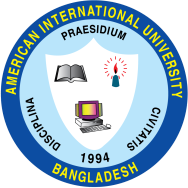 AMERICAN INTERNATIONAL UNIVERSITY
PRAESIDIUM
DISCIPLINA
CIVITATIS
1994
BANGLADESH